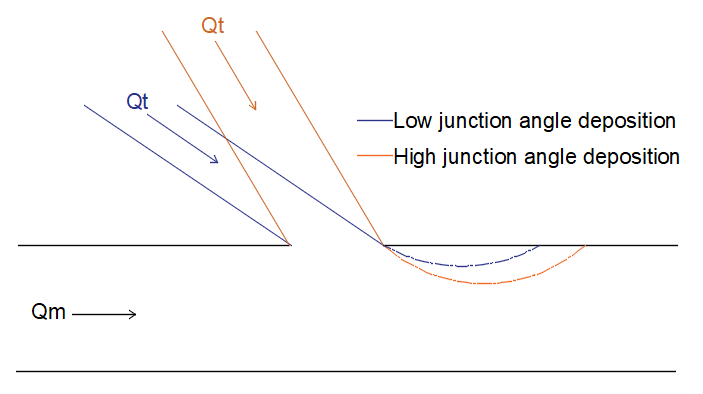 Qt
Qt
Low junction angle deposition
High junction angle deposition
Qm